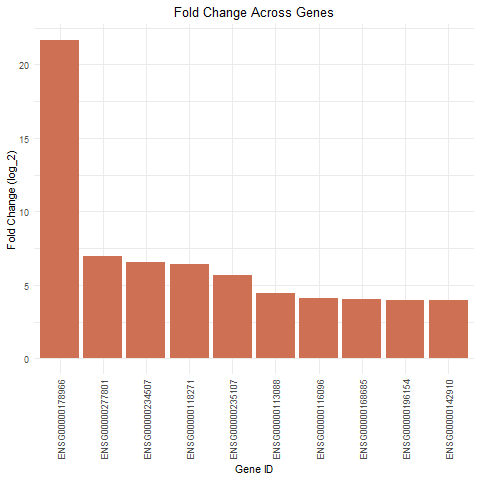 Fold Change Across Genes
Fold Change (log_2)
20
15
10
5
0
ENSG00000178966
ENSG00000277801
ENSG00000234507
ENSG00000118271
ENSG00000235107
ENSG00000113088
ENSG00000116096
ENSG00000168685
ENSG00000196154
ENSG00000142910
Gene ID